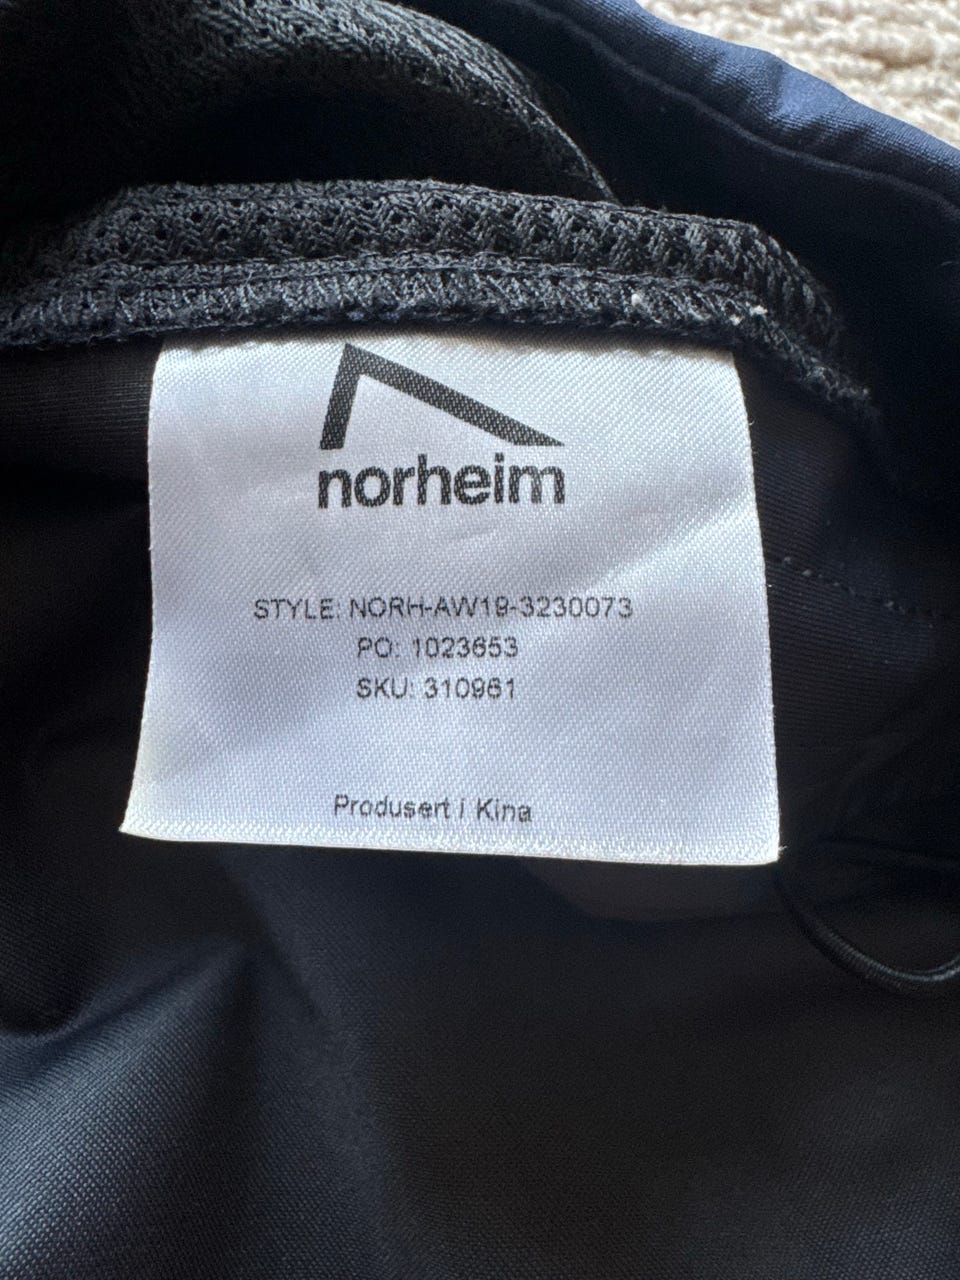 norheim
STYLE: NORH-AW19-3230073
PO: 1023653
SKU: 310961
Produsert i Kina